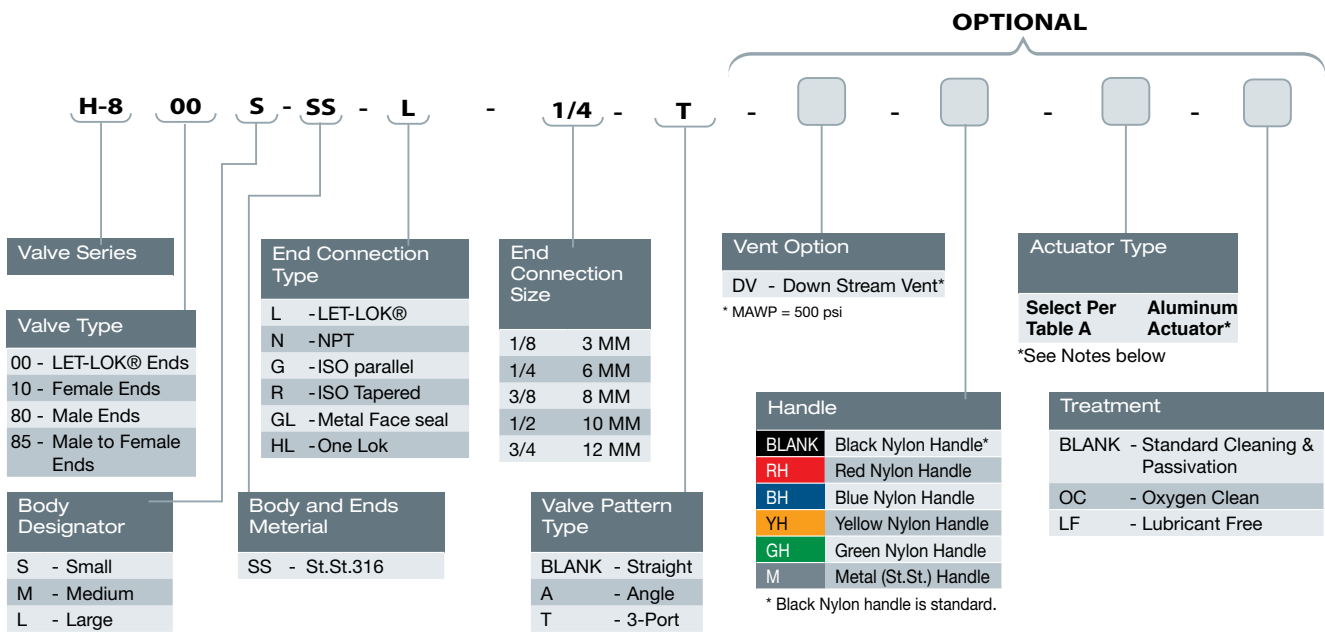 OPTIONAL
H-8 00 S - SS - L - 1/4 - T - - - -
Valve Series
Valve Type
00 - LET-LOK® Ends
10 - Female Ends
80 - Male Ends
85 - Male to Female
Ends
Body
Designator
S - Small
M - Medium
L - Large
End Connection
Type
L -LET-LOK®
N -NPT
G -ISO parallel
R -ISO Tapered
GL -Metal Face seal
HL -One Lok
Body and Ends
Meterial
SS - St.St.316
End
Connection
Size
1/8 3 MM
1/4 6 MM
3/8 8 MM
1/2 10 MM
3/4 12 MM
Valve Pattern
Type
BLANK - Straight
A - Angle
T - 3-Port
Vent Option
DV - Down Stream Vent*
* MAWP = 500 psi
Handle
BLANK Black Nylon Handle*
RH Red Nylon Handle
BH Blue Nylon Handle
YH Yellow Nylon Handle
GH Green Nylon Handle
M Metal (St.St.) Handle
* Black Nylon handle is standard.
Actuator Type
Select Per Aluminum
Table A Actuator*
*See Notes below
Treatment
BLANK - Standard Cleaning &
Passivation
OC - Oxygen Clean
LF - Lubricant Free